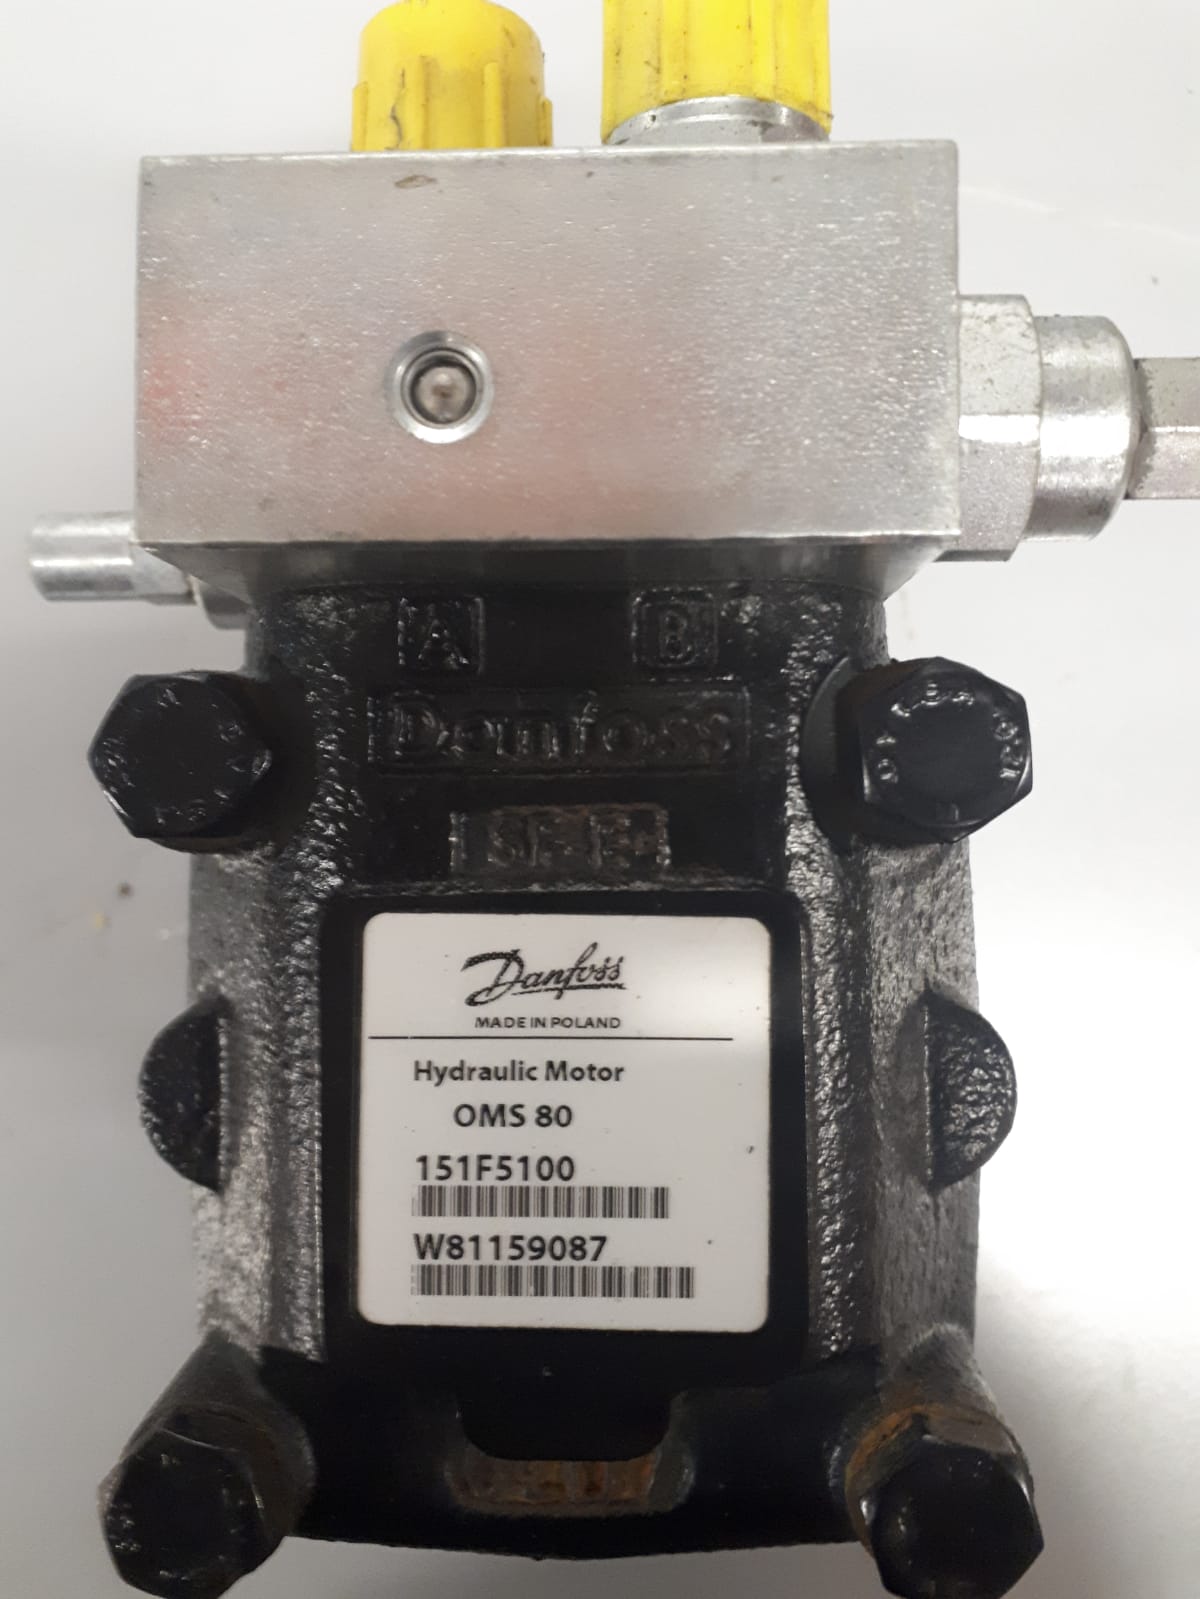 A B
Danfoss
Danfoss
MADE IN POLAND
Hydraulic Motor
OMS 80
151F5100
W81159087